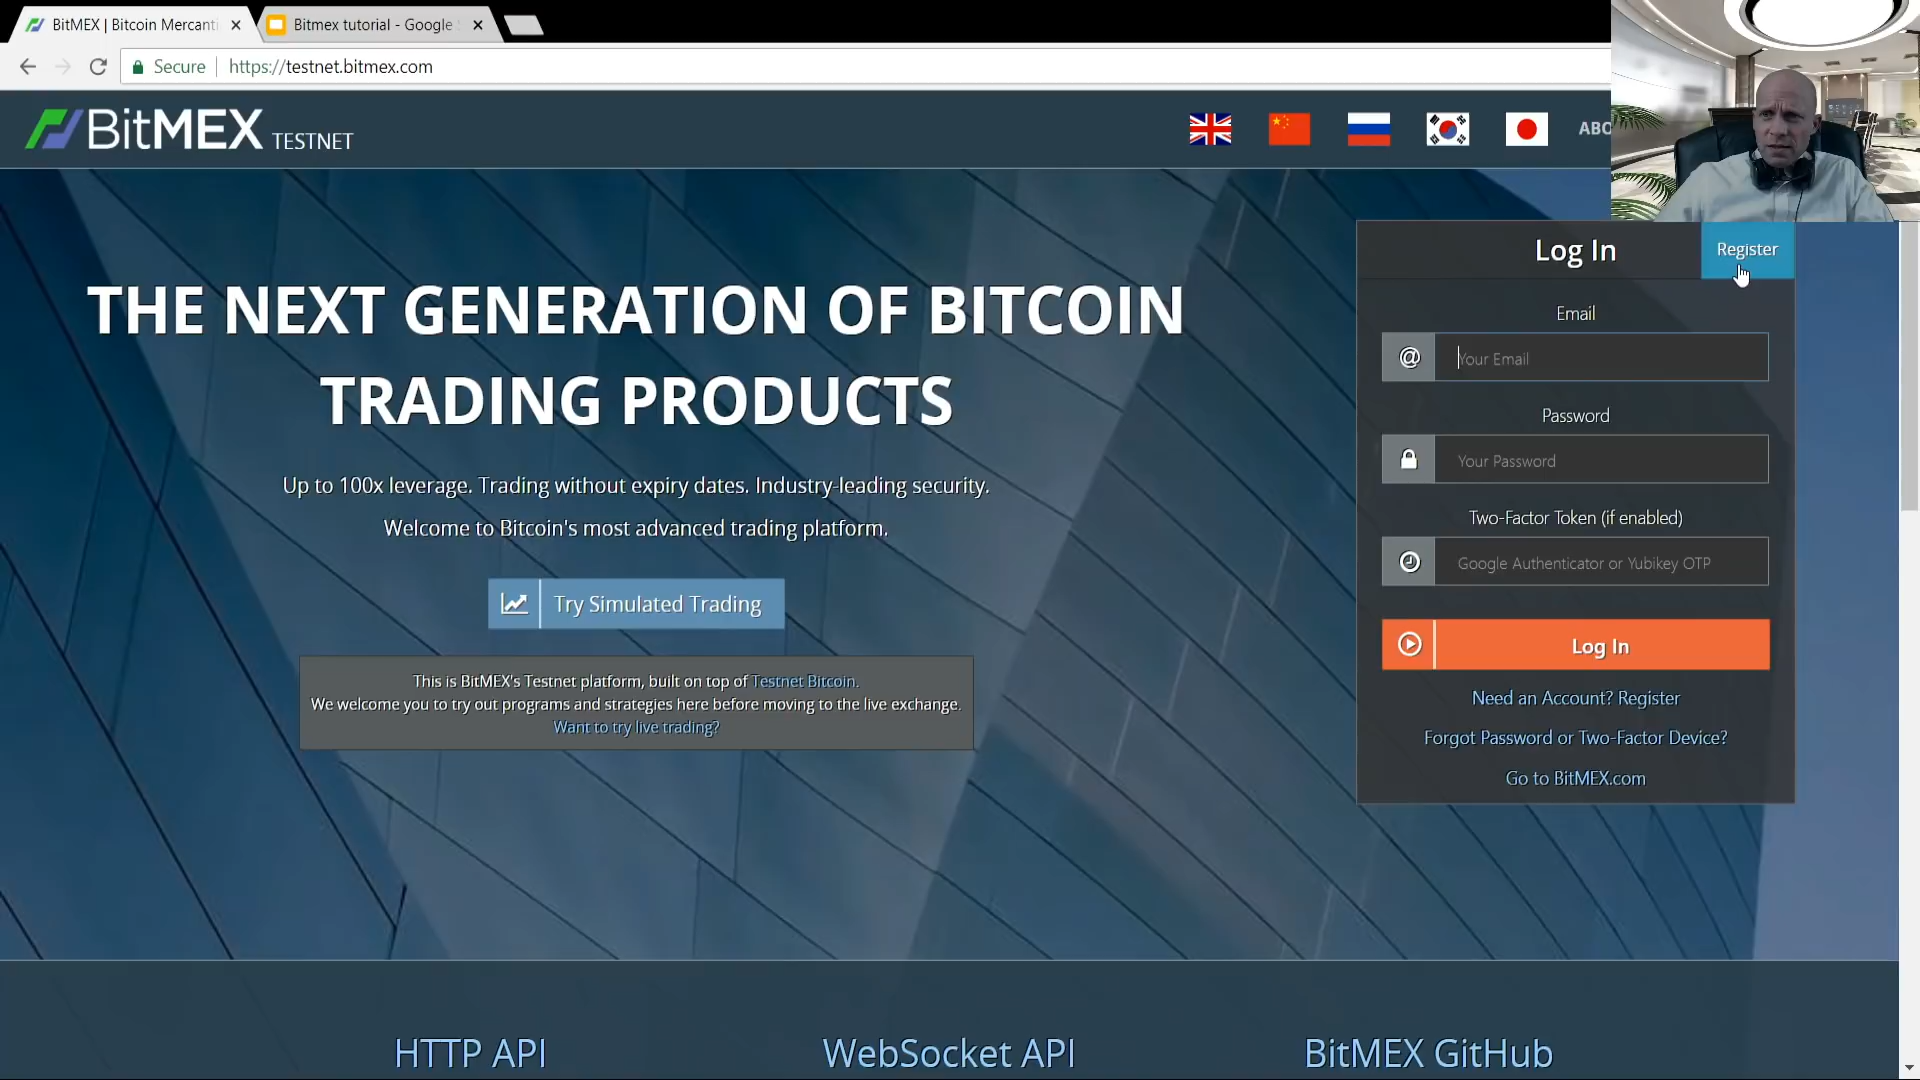 BitMEX | Bitcoin Mercanti
Bitmex tutorial - Google
Secure
https://testnet.bitmex.com
BitMEX TESTNET
ABO
THE NEXT GENERATION OF BITCOIN
TRADING PRODUCTS
Up to 100x leverage. Trading without expiry dates. Industry-leading security.
Welcome to Bitcoin's most advanced trading platform.
Try Simulated Trading
This is BitMEX's Testnet platform, built on top of Testnet Bitcoin.
We welcome you to try out programs and strategies here before moving to the live exchange.
Want to try live trading?
Log In
Register
Email
@
Your Email
Password
Your Password
Two-Factor Token (if enabled)
Google Authenticator or Yubikey OTP
Log In
Need an Account? Register
Forgot Password or Two-Factor Device?
Go to BitMEX.com
HTTP API
WebSocket API
BitMEX GitHub